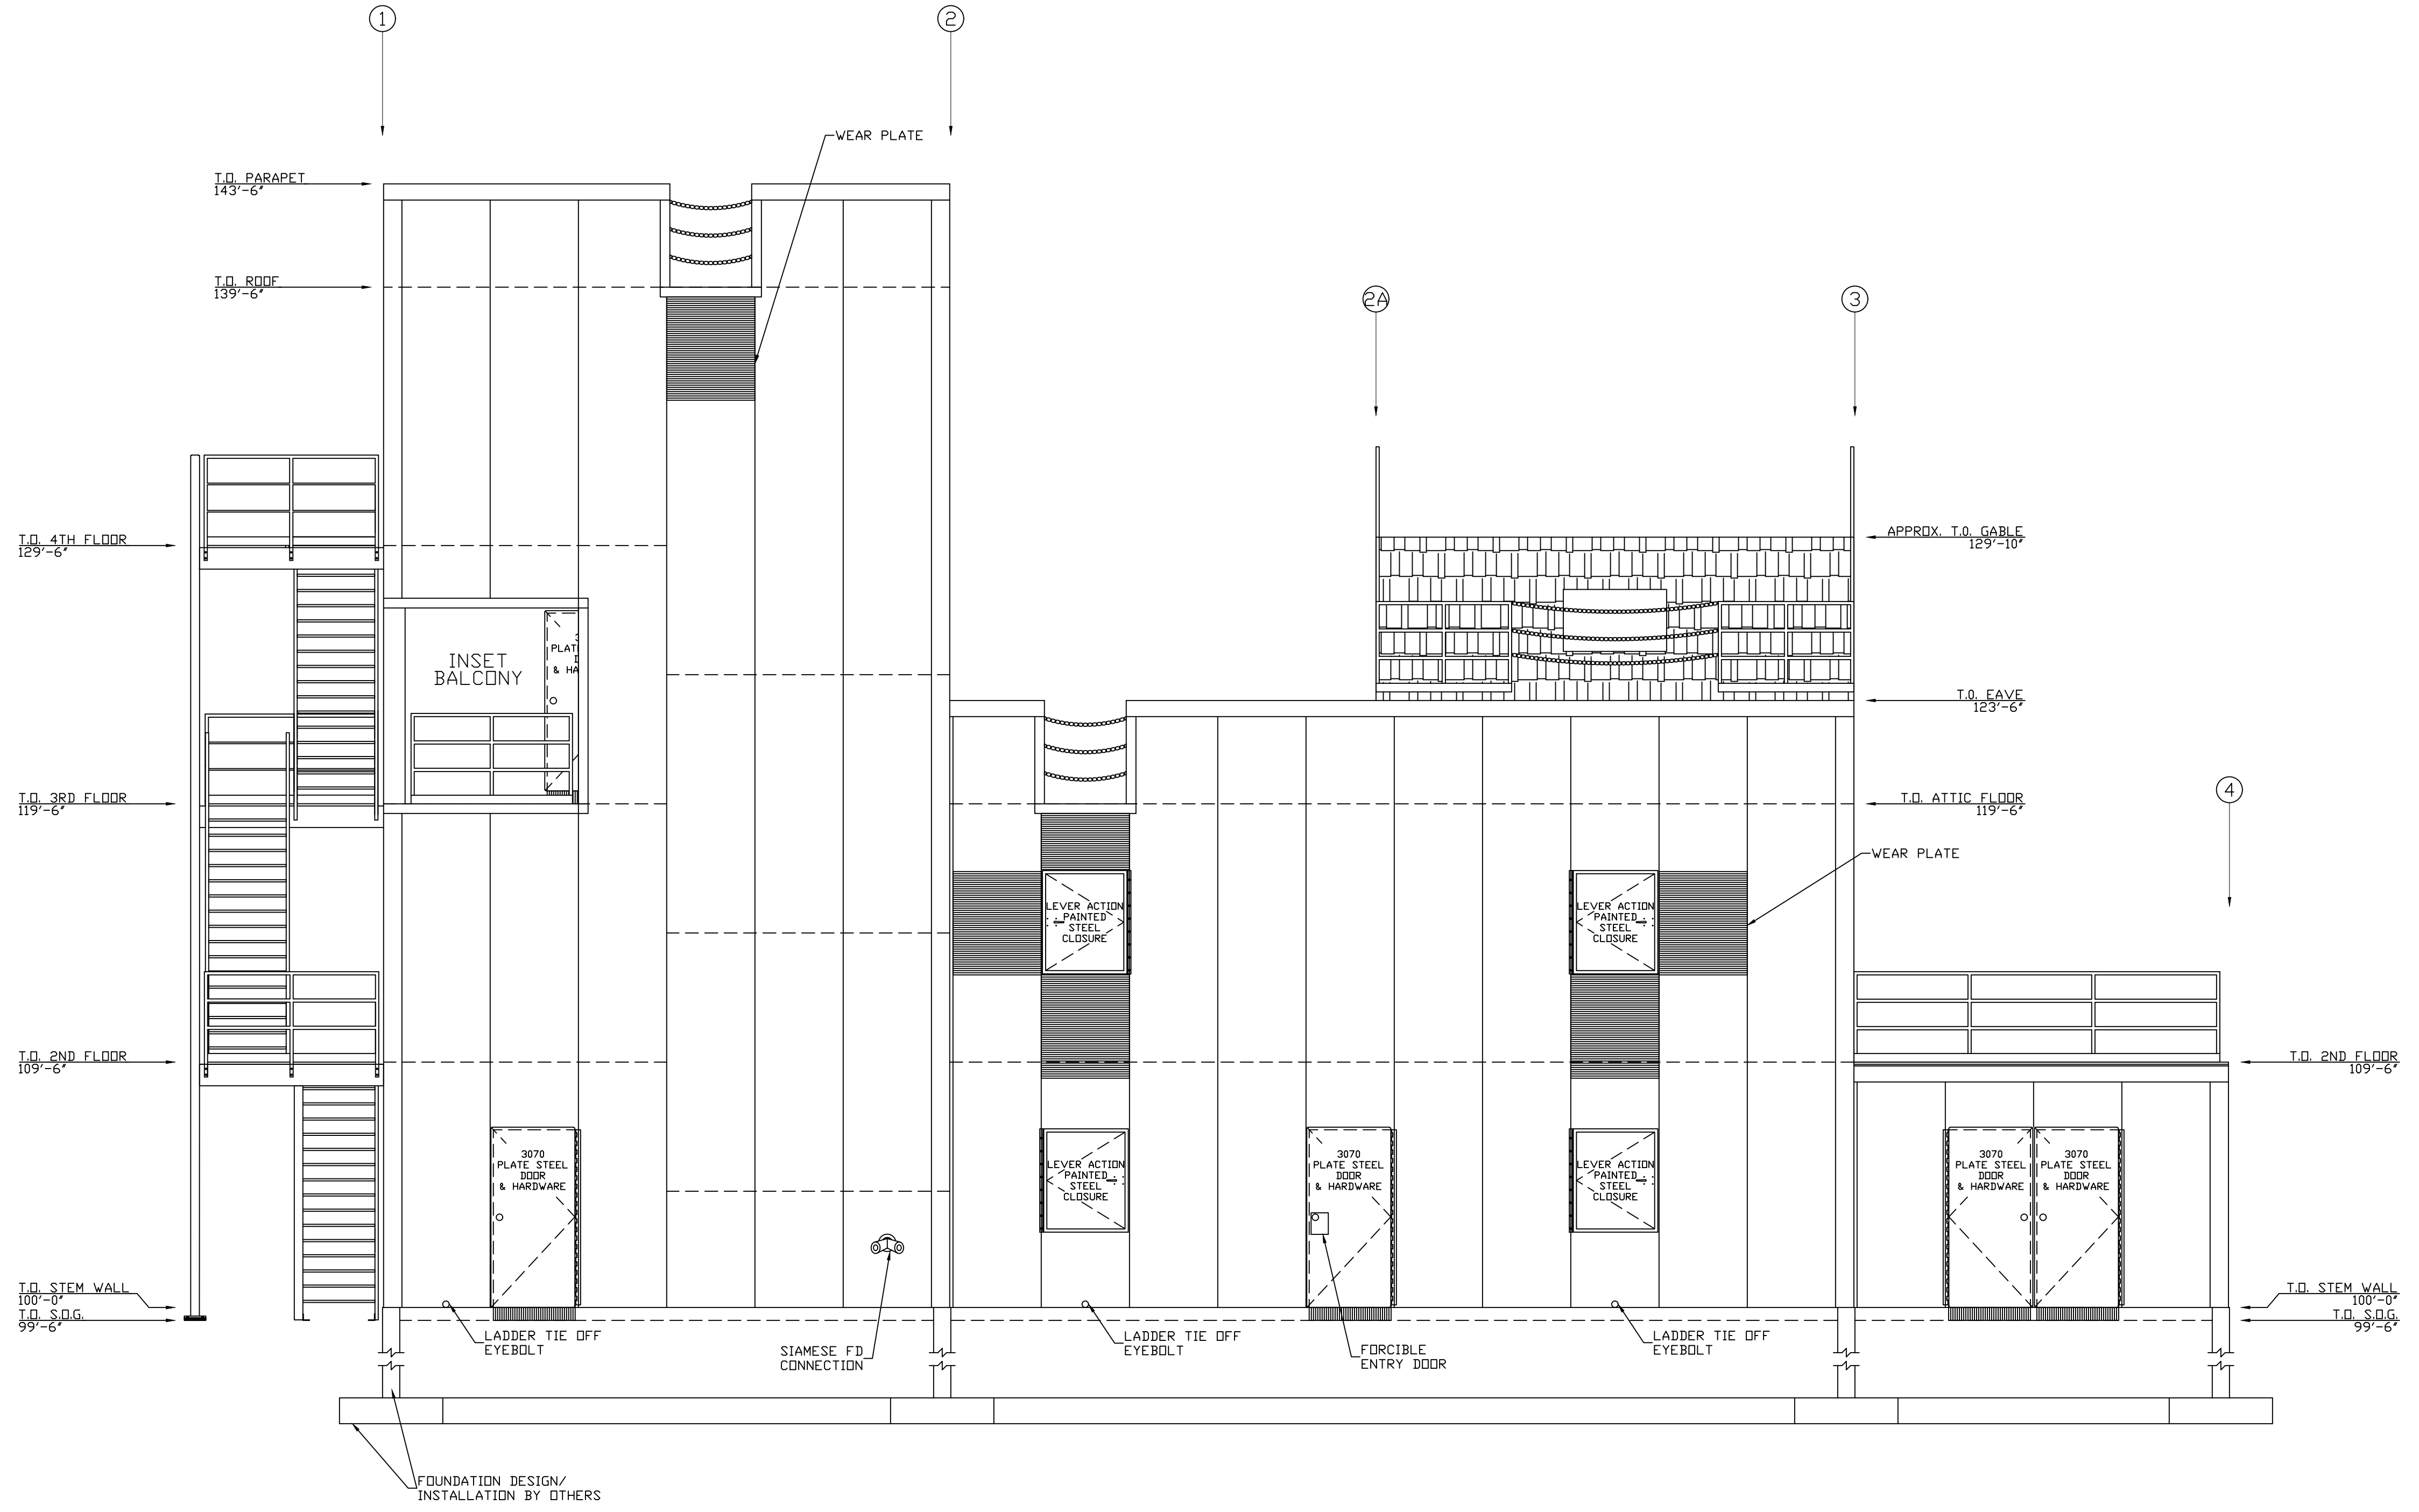 1
2
WEAR PLATE
T.O. PARAPET
143'-6"
T.O. ROOF
139'-6"
2A
3
T.O. 4TH FLOOR
129'-6"
APPROX. T.O. GABLE
129'-10"
INSET
BALCONY
3
PLAT
D
& HA
T.O. EAVE
123'-6"
T.O. 3RD FLOOR
119'-6"
T.O. ATTIC FLOOR
119'-6"
4
WEAR PLATE
LEVER ACTION
PAINTED
STEEL
CLOSURE
LEVER ACTION
PAINTED
STEEL
CLOSURE
T.O. 2ND FLOOR
109'-6"
T.O. 2ND FLOOR
109'-6"
3070
PLATE STEEL
DOOR
& HARDWARE
LEVER ACTION
PAINTED
STEEL
CLOSURE
3070
PLATE STEEL
DOOR
& HARDWARE
LEVER ACTION
PAINTED
STEEL
CLOSURE
3070
PLATE STEEL
DOOR
& HARDWARE
3070
PLATE STEEL
DOOR
& HARDWARE
T.O. STEM WALL
100'-0"
T.O. S.O.G.
99'-6"
T.O. STEM WALL
100'-0"
T.O. S.O.G.
99'-6"
LADDER TIE OFF
EYEBOLT
SIAMESE FD
CONNECTION
LADDER TIE OFF
EYEBOLT
FORCIBLE
ENTRY DOOR
LADDER TIE OFF
EYEBOLT
FOUNDATION DESIGN/
INSTALLATION BY OTHERS